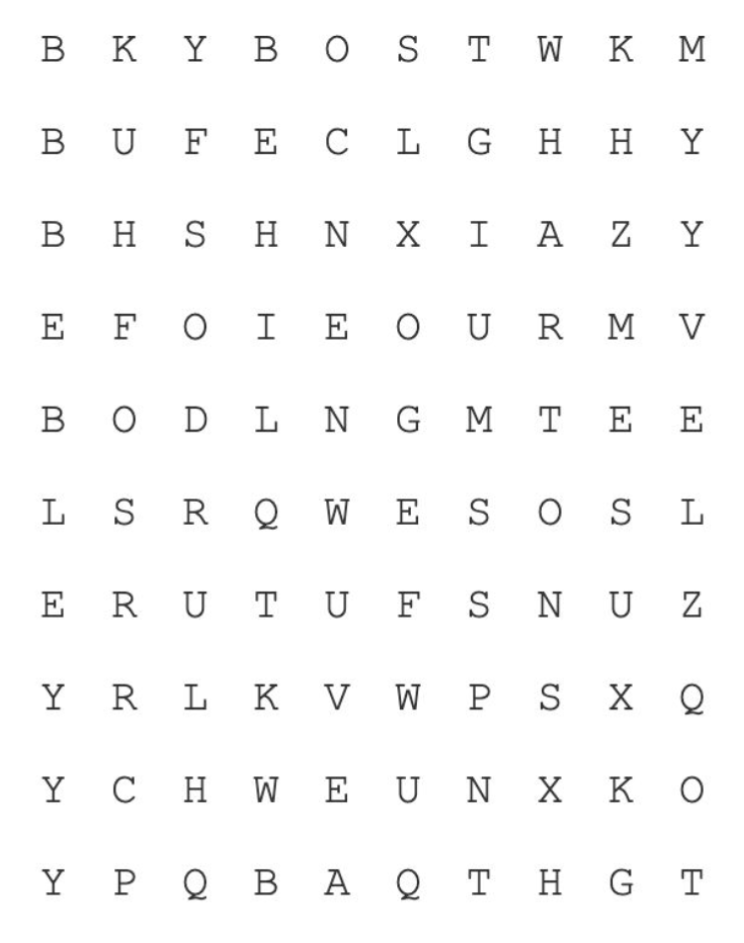 B K Y B O S T W K M
B U F E C L G H H Y
B H S H N X I A Z Y
E F O I E O U R M V
B O D L N G M T E E
L S R Q W E S O S L
E R U T U F S N U Z
Y R L K V W P S X Q
Y C H W E U N X K O
Y P Q B A Q T H G T